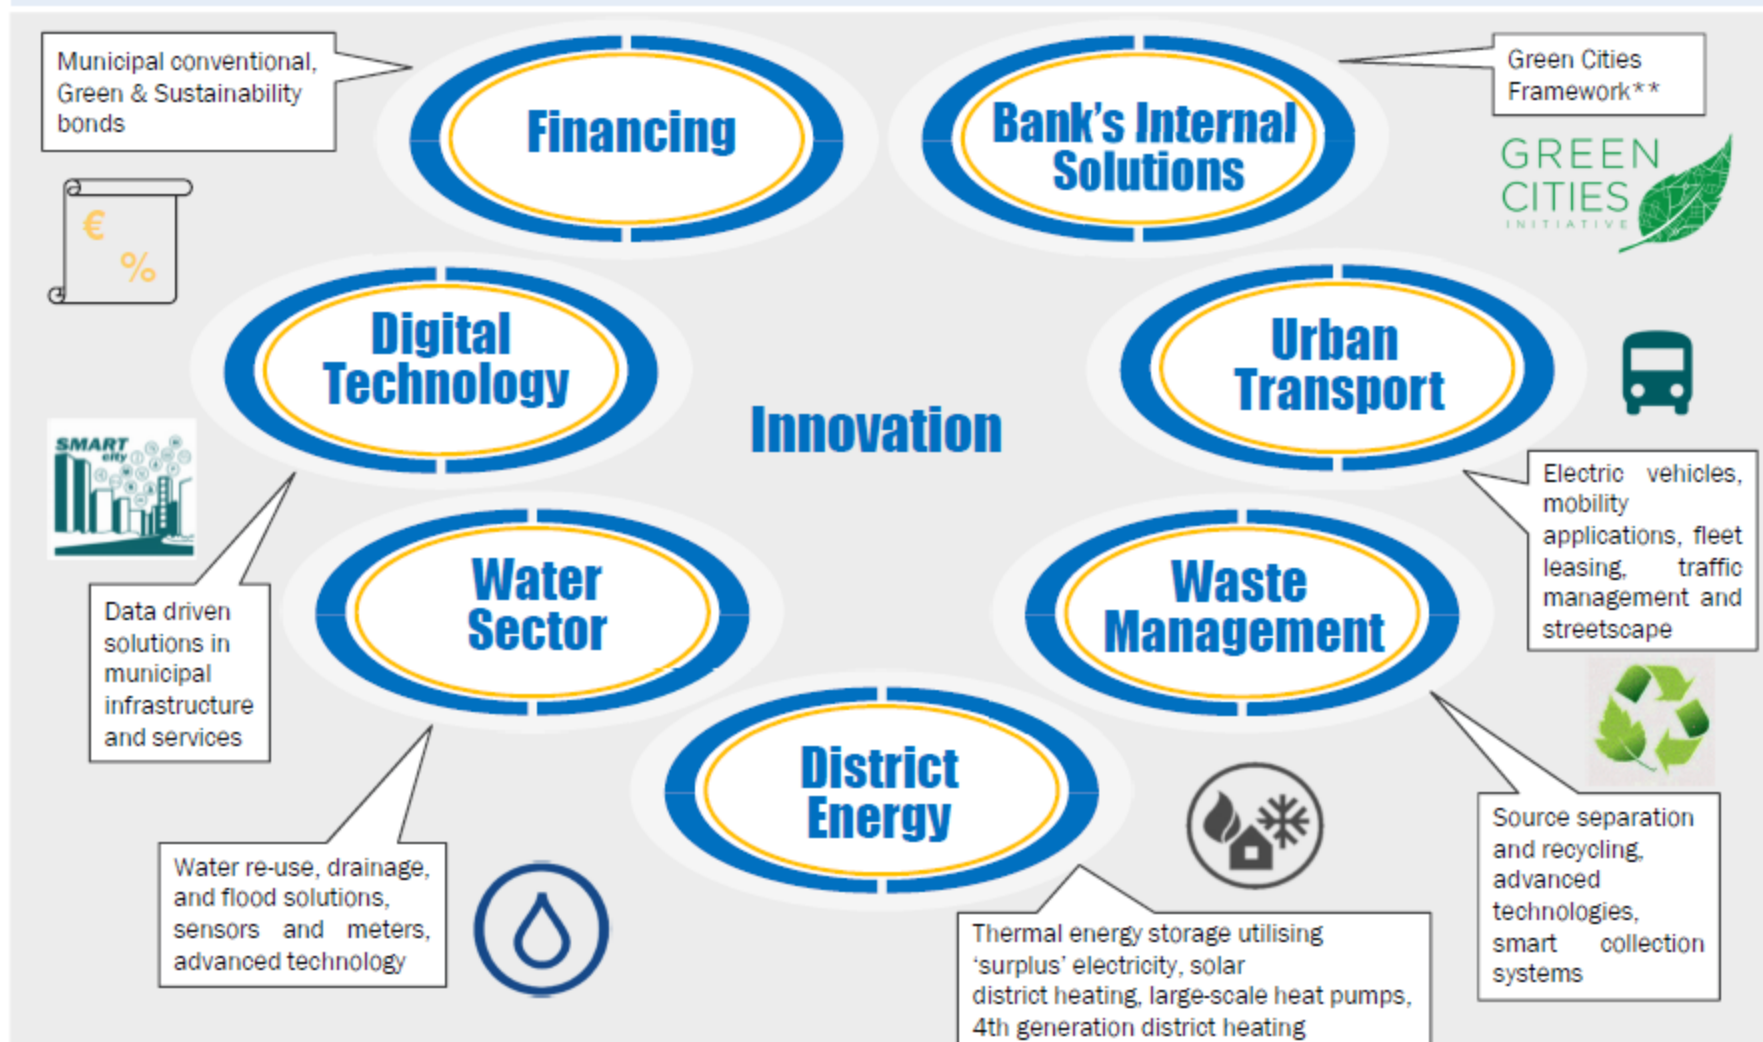 Municipal conventional,
Green & Sustainability
bonds
Financing
Bank's Internal
Solutions
Green Cities
Framework**
GREEN
CITIES
INITIATIVE
€
%
Digital
Technology
Urban
Transport
Innovation
SMART
city
Electric vehicles,
mobility
applications, fleet
leasing, traffic
management and
streetscape
Data driven
solutions in
municipal
infrastructure
and services
Water
Sector
Waste
Management
District
Energy
Source separation
and recycling,
advanced
technologies,
smart collection
systems
Water re-use, drainage,
and flood solutions,
sensors and meters,
advanced technology
Thermal energy storage utilising
‘surplus’ electricity, solar
district heating, large-scale heat pumps,
4th generation district heating